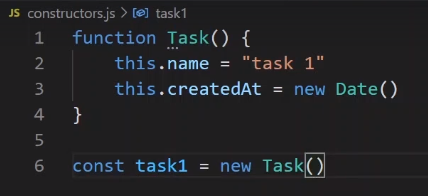 JS constructors.js > task1
1 function Task() {
2     this.name = "task 1"
3     this.createdAt = new Date()
4 }
5
6 const task1 = new Task()